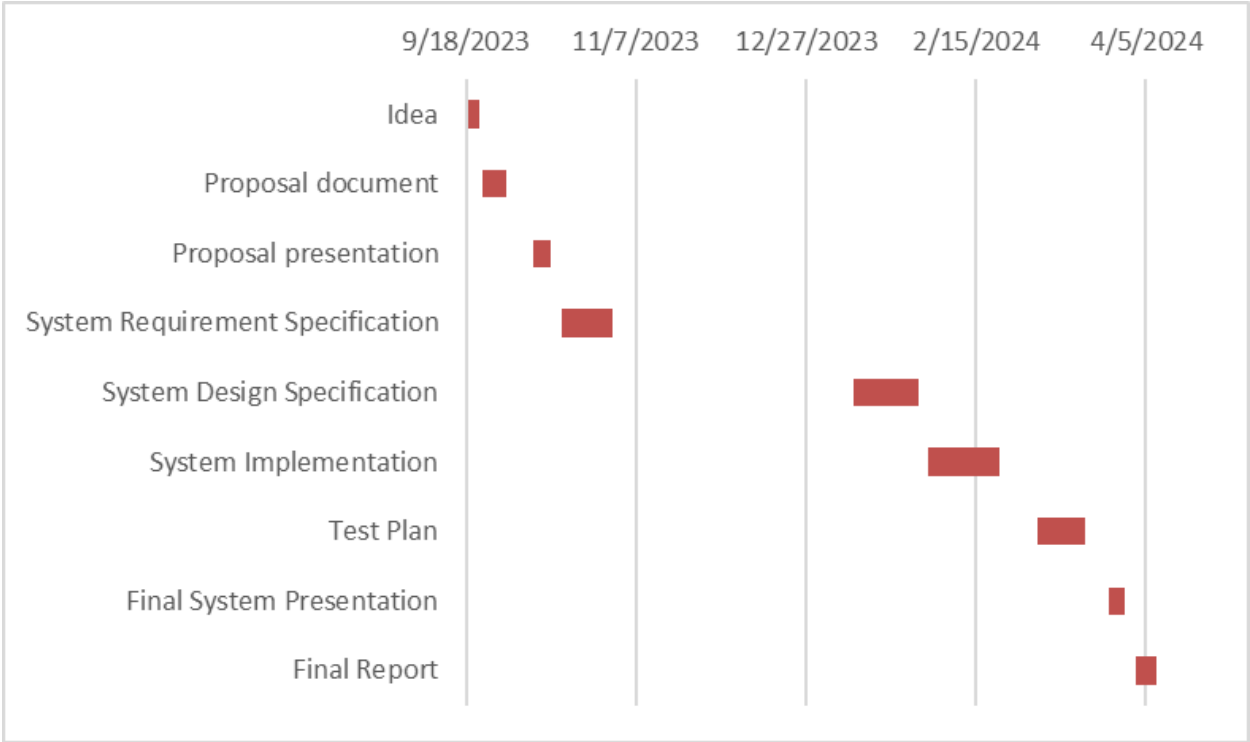 9/18/2023 11/7/2023 12/27/2023 2/15/2024 4/5/2024
Idea
Proposal document
Proposal presentation
System Requirement Specification
System Design Specification
System Implementation
Test Plan
Final System Presentation
Final Report